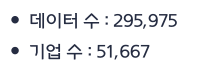 • 데이터 수 : 295,975
• 기업 수 : 51,667